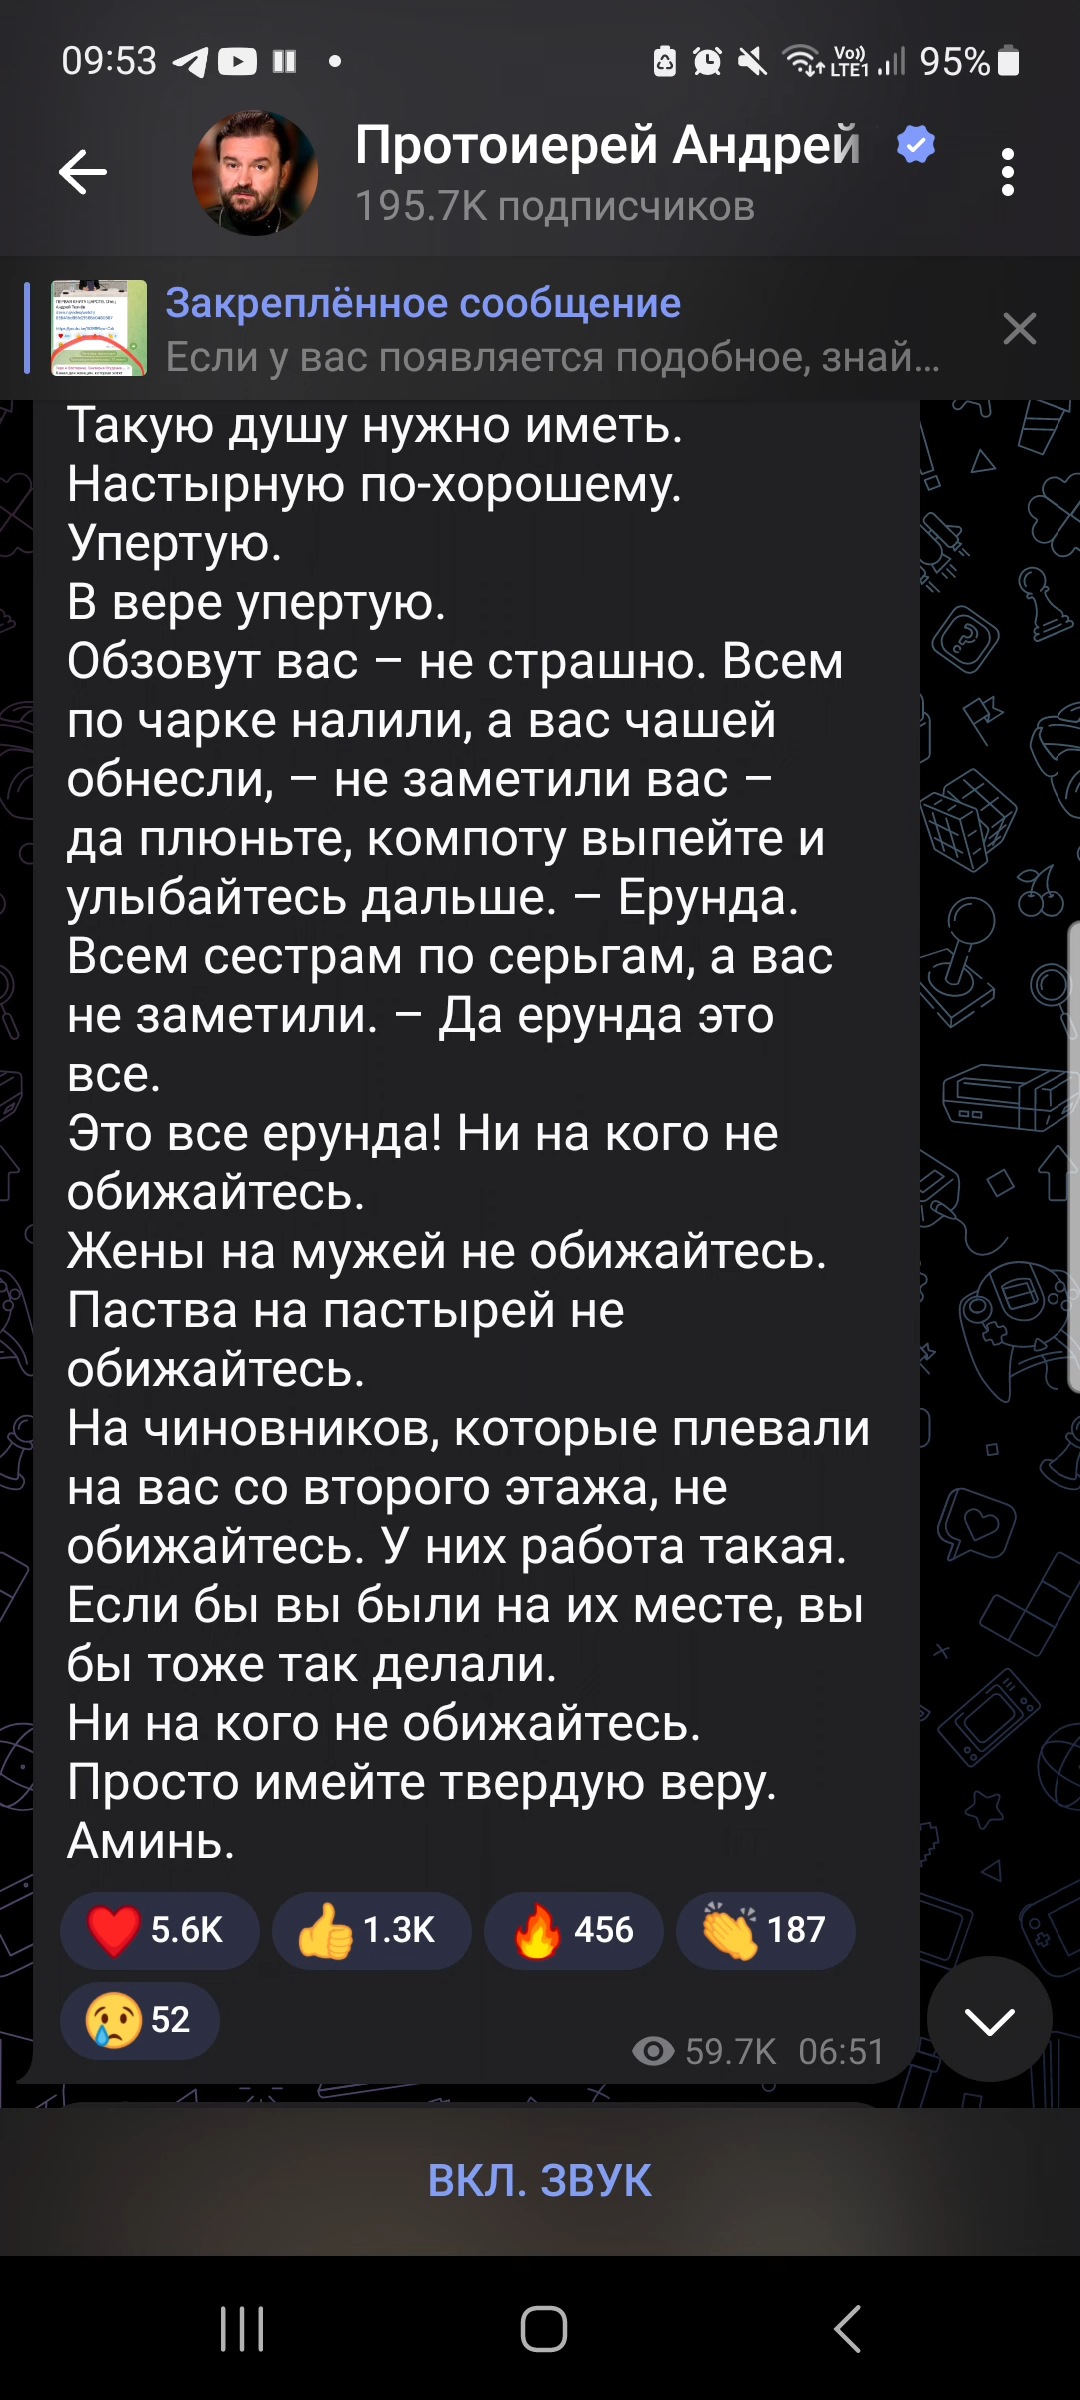 09:53
Vo))
LTE1
95%
Протоиерей Андрей
195.7K подписчиков
Закреплённое сообщение
Если у вас появляется подобное, знай...
Такую душу нужно иметь.
Настырную по-хорошему.
Упертую.
В вере упертую.
Обзовут вас – не страшно. Всем
по чарке налили, а вас чашей
обнесли, – не заметили вас –
да плюньте, компоту выпейте и
улыбайтесь дальше. – Ерунда.
Всем сестрам по серьгам, а вас
не заметили. – Да ерунда это
все.
Это все ерунда! Ни на кого не
обижайтесь.
Жены на мужей не обижайтесь.
Паства на пастырей не
обижайтесь.
На чиновников, которые плевали
на вас со второго этажа, не
обижайтесь. У них работа такая.
Если бы вы были на их месте, вы
бы тоже так делали.
Ни на кого не обижайтесь.
Просто имейте твердую веру.
Аминь.
5.6K 1.3K 456 187
52
59.7K 06:51
ВКЛ. ЗВУК